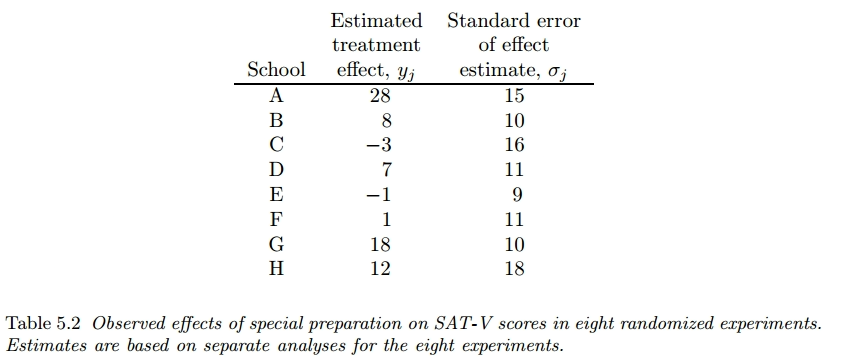 Estimated Standard error
treatment of effect
School effect, yj estimate, σj
A 28 15
B 8 10
C −3 16
D 7 11
E −1 9
F 1 11
G 18 10
H 12 18
Table 5.2 Observed effects of special preparation on SAT-V scores in eight randomized experiments.
Estimates are based on separate analyses for the eight experiments.